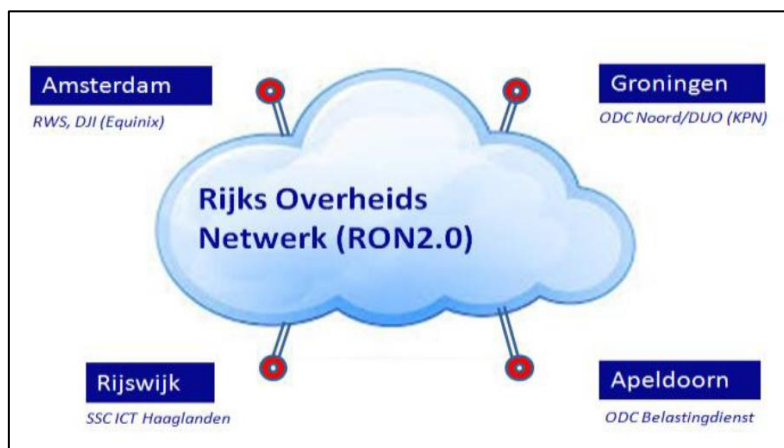 Amsterdam
RWS, DJI (Equinix)
Groningen
ODC Noord/DUO (KPN)
Rijks Overheids
Netwerk (RON2.0)
Rijswijk
SSC ICT Haaglanden
Apeldoorn
ODC Belastingdienst